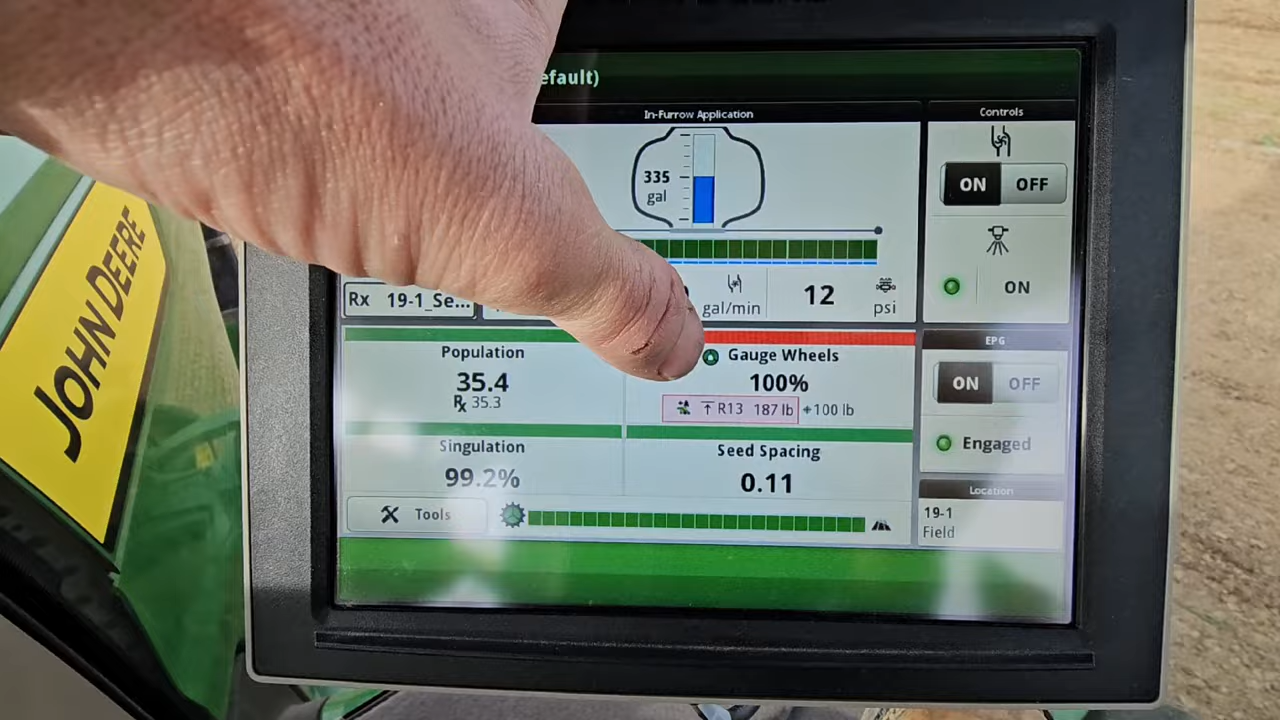 JOHN DEERE
efault)
In-Furrow Application
335
gal
Rx 19-1_Se...
gal/min
12
psi
Population
35.4
Rx 35.3
Gauge Wheels
100%
R13 187 lb +100 lb
Singulation
99.2%
Seed Spacing
0.11
Tools
Controls
ON OFF
ON
EPG
ON OFF
Engaged
Location
19-1
Field